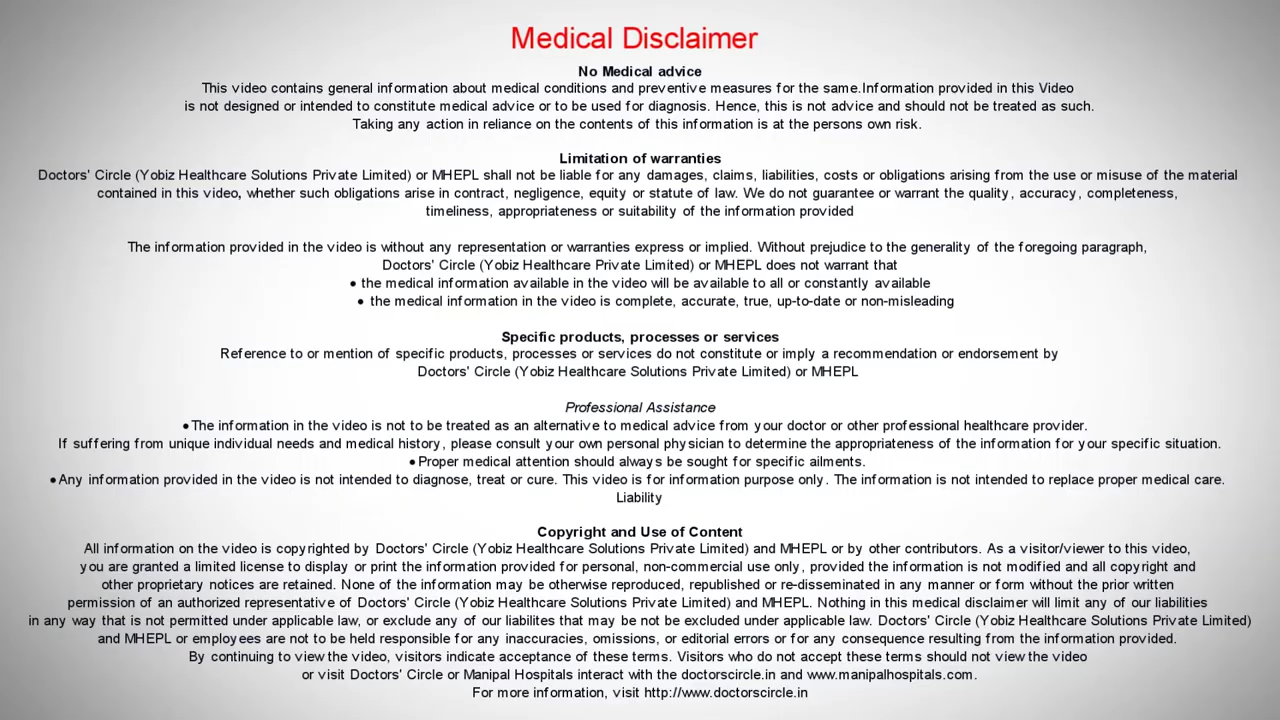 Medical Disclaimer
No Medical advice
This video contains general information about medical conditions and preventive measures for the same.Information provided in this Video
is not designed or intended to constitute medical advice or to be used for diagnosis. Hence, this is not advice and should not be treated as such.
Taking any action in reliance on the contents of this information is at the persons own risk.
Limitation of warranties
Doctors' Circle (Yobiz Healthcare Solutions Private Limited) or MHEPL shall not be liable for any damages, claims, liabilities, costs or obligations arising from the use or misuse of the material
contained in this video, whether such obligations arise in contract, negligence, equity or statute of law. We do not guarantee or warrant the quality, accuracy, completeness,
timeliness, appropriateness or suitability of the information provided
The information provided in the video is without any representation or warranties express or implied. Without prejudice to the generality of the foregoing paragraph,
Doctors' Circle (Yobiz Healthcare Private Limited) or MHEPL does not warrant that
• the medical information available in the video will be available to all or constantly available
• the medical information in the video is complete, accurate, true, up-to-date or non-misleading
Specific products, processes or services
Reference to or mention of specific products, processes or services do not constitute or imply a recommendation or endorsement by
Doctors' Circle (Yobiz Healthcare Solutions Private Limited) or MHEPL
Professional Assistance
•The information in the video is not to be treated as an alternative to medical advice from your doctor or other professional healthcare provider.
If suffering from unique individual needs and medical history, please consult your own personal physician to determine the appropriateness of the information for your specific situation.
•Proper medical attention should always be sought for specific ailments.
•Any information provided in the video is not intended to diagnose, treat or cure. This video is for information purpose only. The information is not intended to replace proper medical care.
Liability
Copyright and Use of Content
All information on the video is copyrighted by Doctors' Circle (Yobiz Healthcare Solutions Private Limited) and MHEPL or by other contributors. As a visitor/viewer to this video,
you are granted a limited license to display or print the information provided for personal, non-commercial use only, provided the information is not modified and all copyright and
other proprietary notices are retained. None of the information may be otherwise reproduced, republished or re-disseminated in any manner or form without the prior written
permission of an authorized representative of Doctors' Circle (Yobiz Healthcare Solutions Private Limited) and MHEPL. Nothing in this medical disclaimer will limit any of our liabilities
in any way that is not permitted under applicable law, or exclude any of our liabilites that may be not be excluded under applicable law. Doctors' Circle (Yobiz Healthcare Solutions Private Limited)
and MHEPL or employees are not to be held responsible for any inaccuracies, omissions, or editorial errors or for any consequence resulting from the information provided.
By continuing to view the video, visitors indicate acceptance of these terms. Visitors who do not accept these terms should not view the video
or visit Doctors' Circle or Manipal Hospitals interact with the doctorscircle.in and www.manipalhospitals.com.
For more information, visit http://www.doctorscircle.in